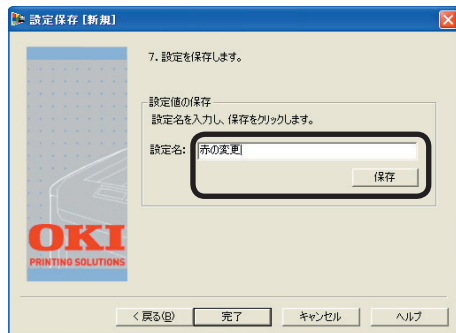 設定保存 [新規]
7. 設定を保存します。
設定値の保存
設定名を入力し、保存をクリックします。
設定名: 赤の変更
保存
OKI
PRINTING SOLUTIONS
< 戻る(B) 完了 キャンセル ヘルプ